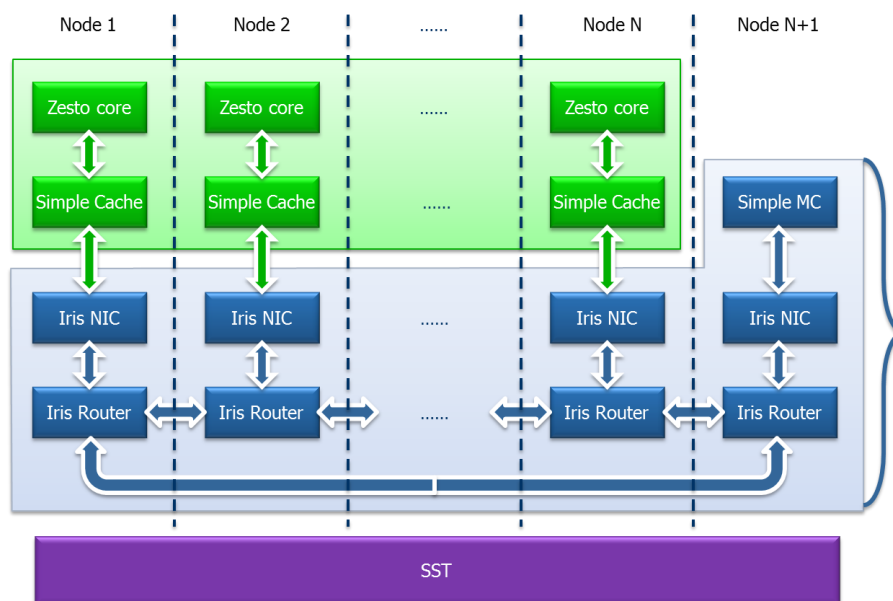 Node 1 Node 2 ...... Node N Node N+1
Zesto core Zesto core ...... Zesto core
Simple Cache Simple Cache ...... Simple Cache Simple MC
Iris NIC Iris NIC ...... Iris NIC Iris NIC
Iris Router Iris Router ...... Iris Router Iris Router
SST